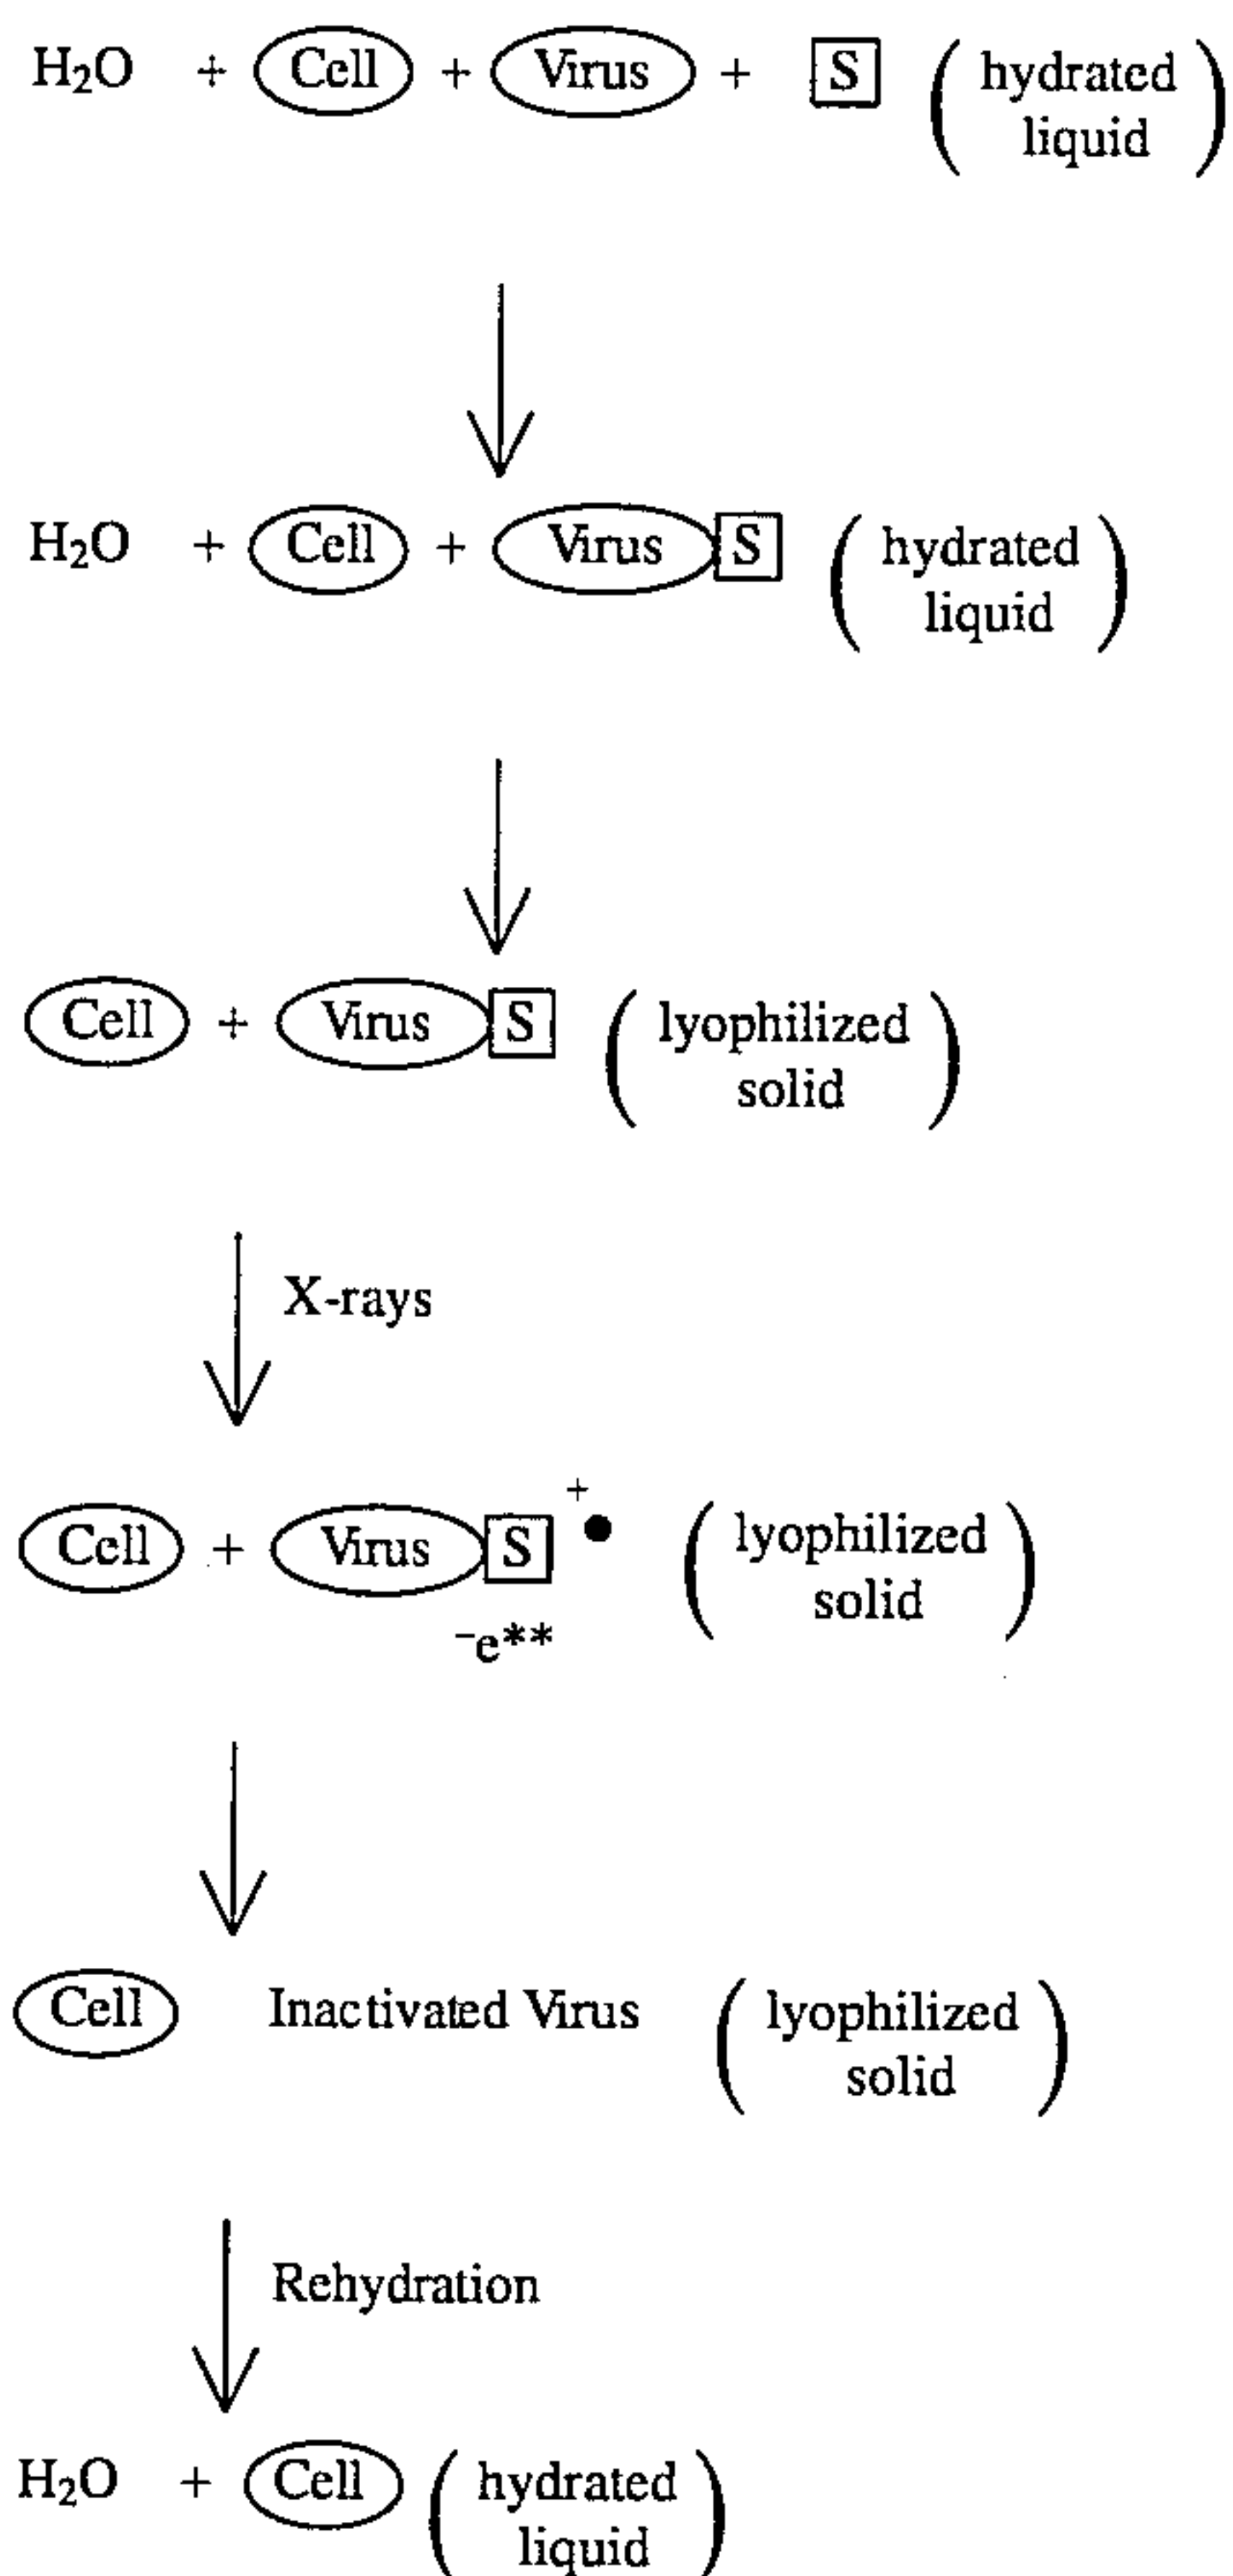 H₂O + Cell + Virus + S ( hydrated
liquid )
H₂O + Cell + Virus S ( hydrated
liquid )
Cell + Virus S ( lyophilized
solid )
X-rays
Cell + Virus S +• ( lyophilized
solid )
⁻e**
Cell Inactivated Virus ( lyophilized
solid )
Rehydration
H₂O + Cell ( hydrated
liquid )